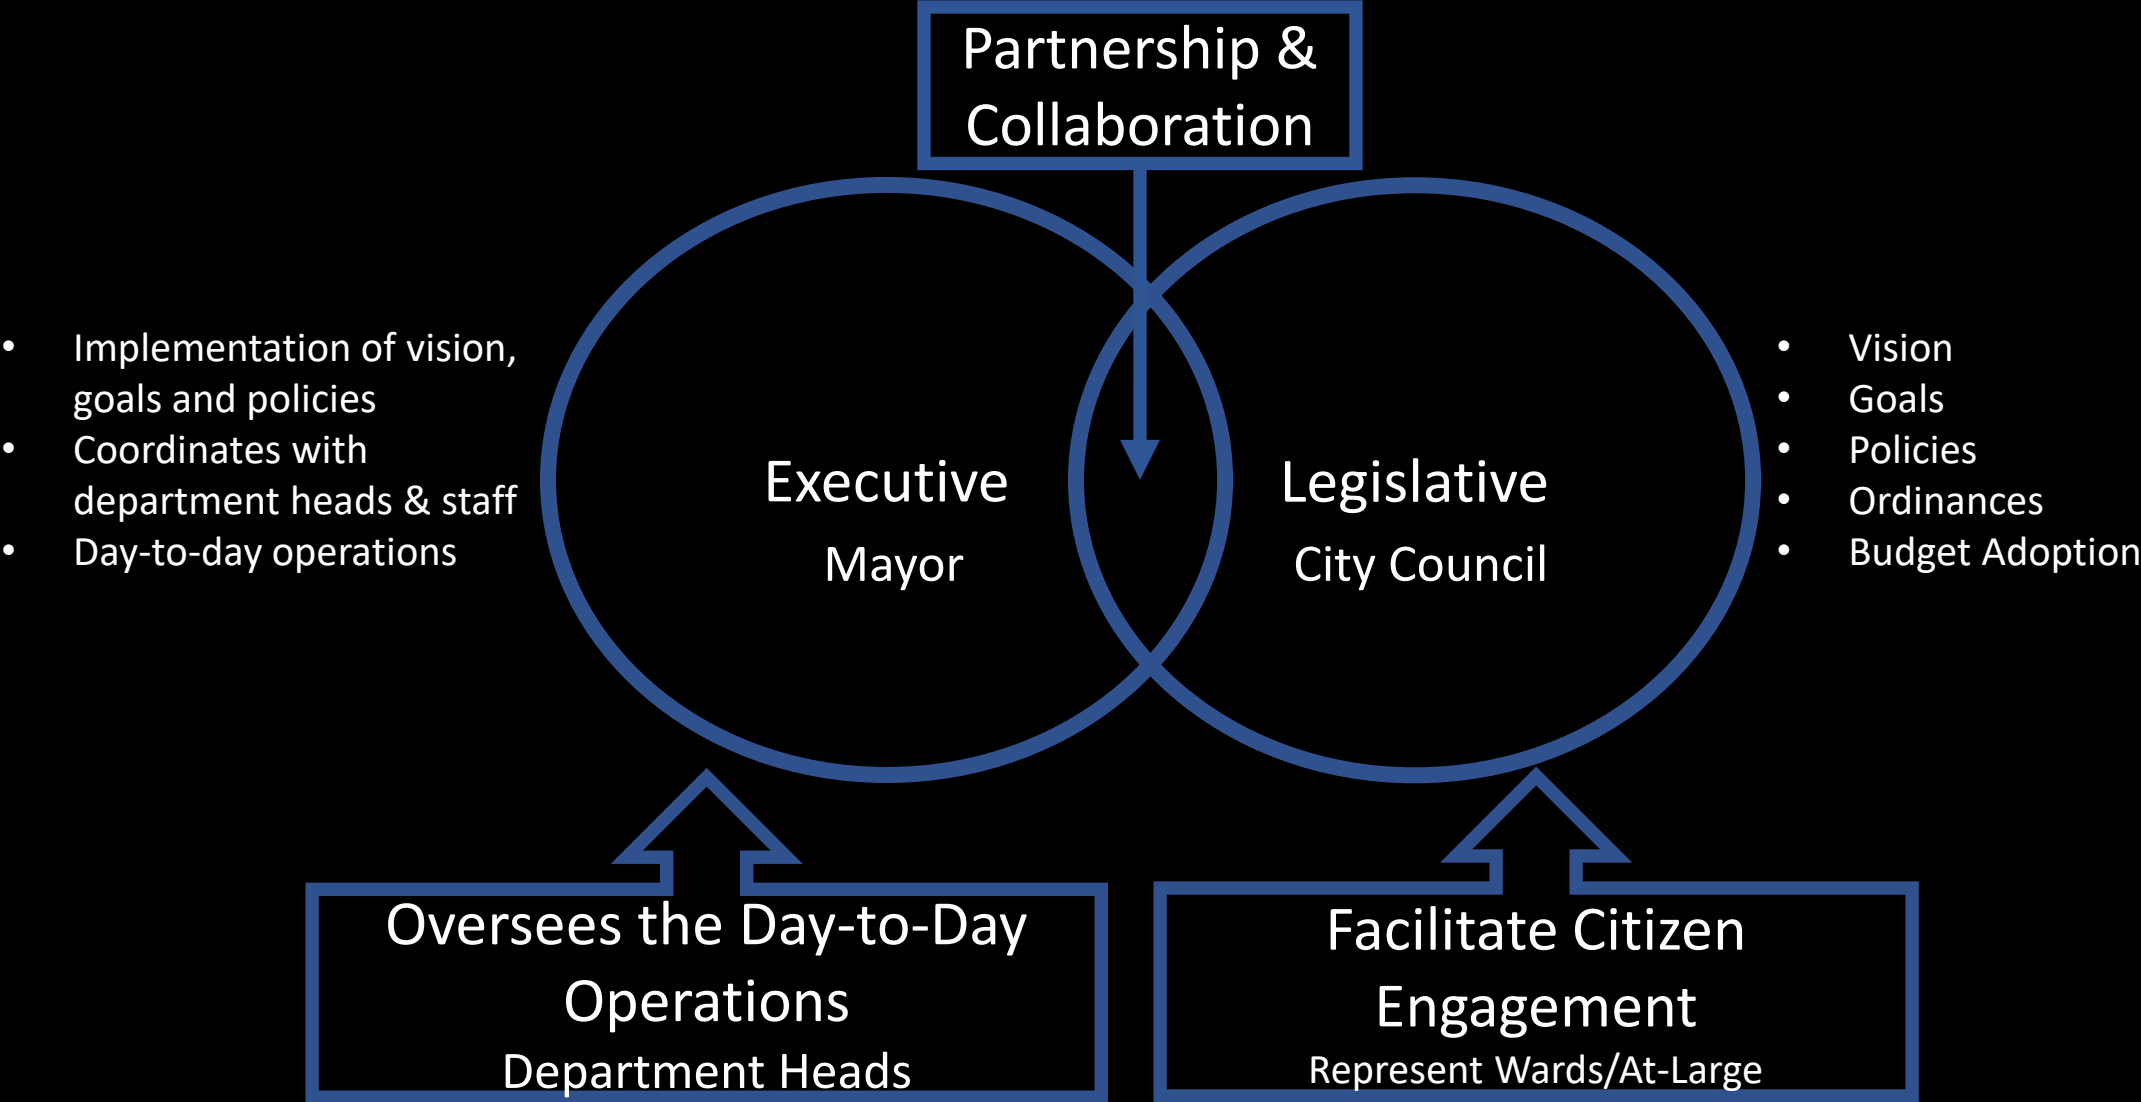 Partnership &
Collaboration
• Implementation of vision,
goals and policies
• Coordinates with
department heads & staff
• Day-to-day operations
Executive
Mayor
Legislative
City Council
• Vision
• Goals
• Policies
• Ordinances
• Budget Adoption
Oversees the Day-to-Day
Operations
Department Heads
Facilitate Citizen
Engagement
Represent Wards/At-Large